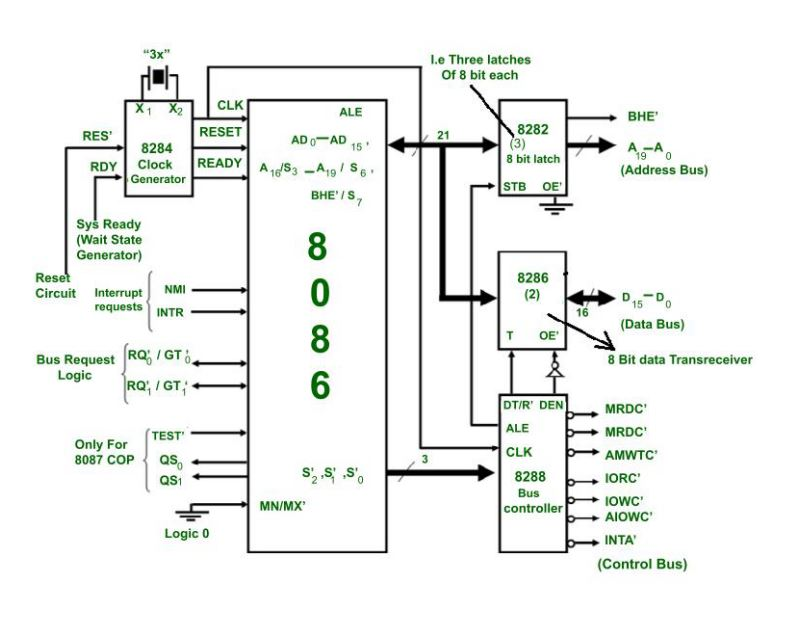 “3x”
X1 X2
8284
Clock
Generator
RES’
RDY
Sys Ready
(Wait State
Generator)
Reset
Circuit
CLK
RESET
READY
Interrupt
requests
NMI
INTR
Bus Request
Logic
RQ'0 / GT'0
RQ'1 / GT'1
Only For
8087 COP
TEST’
QS0
QS1
Logic 0
ALE
AD0—AD15,
A16/S3 —A19 / S6,
BHE’ / S7
8
0
8
6
S’2 ,S’1 ,S’0
MN/MX’
I.e Three latches
Of 8 bit each
21
8282
(3)
8 bit latch
STB OE’
BHE’
A19—A0
(Address Bus)
8286
(2)
T OE’
16
D15—D0
(Data Bus)
8 Bit data Transreceiver
3
DT/R’ DEN
ALE
CLK
8288
Bus
controller
MRDC’
MRDC’
AMWTC’
IORC’
IOWC’
AIOWC’
INTA’
(Control Bus)